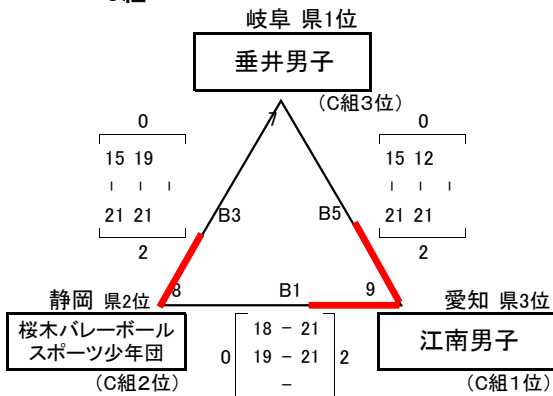 岐阜 県1位
垂井男子
(C組3位)
7
0
15 19
- - -
21 21
2
0
15 12
- - -
21 21
2
B3
B5
静岡 県2位
8
B1
9
愛知 県3位
桜木バレーボール
スポーツ少年団
(C組2位)
0
18 - 21
19 - 21
-
2
江南男子
(C組1位)